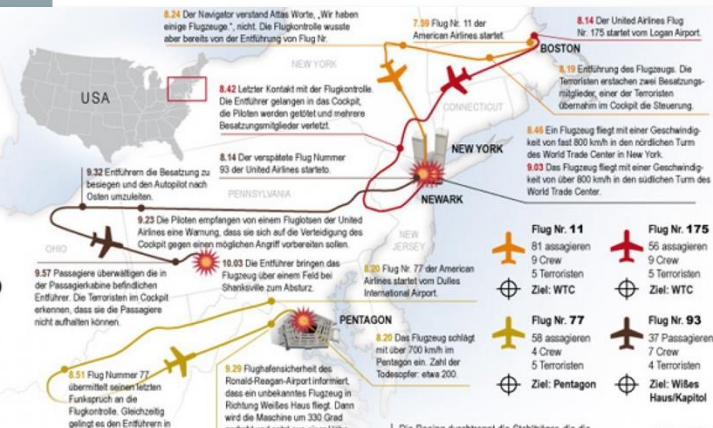 8.24 Der Navigator verstand Attas Worte, „Wir haben
einige Flugzeuge.", nicht. Die Flugkontrolle wusste
aber bereits von der Entführung von Flug Nr.
7.59 Flug Nr. 11 der
American Airlines startet.
8.14 Der United Airlines Flug
Nr. 175 startet vom Logan Airport.
BOSTON
NEW YORK
USA
8.19 Entführung des Flugzeugs. Die
Terroristen erstachen zwei Besatzungs-
mitglieder, einer der Terroristen
übernahm im Cockpit die Steuerung.
8.42 Letzter Kontakt mit der Flugkontrolle.
Die Entführer gelangen in das Cockpit,
die Piloten werden getötet und mehrere
Besatzungsmitglieder verletzt.
CONNECTICUT
8.46 Ein Flugzeug fliegt mit einer Geschwindig-
keit von fast 800 km/h in den nördlichen Turm
des World Trade Center in New York.
9.03 Das Flugzeug fliegt mit einer Geschwindig-
keit von über 800 km/h in den südlichen Turm des
World Trade Center.
NEW YORK
8.14 Der verspätete Flug Nummer
93 der United Airlines starteto.
9.32 Entführern die Besatzung zu
besiegen und den Autopilot nach
Osten umzuleiten.
PENNSYLVANIA
NEWARK
9.23 Die Piloten empfangen von einem Fluglotsen der United
Airlines eine Warnung, dass sie sich auf die Verteidigung des
Cockpit gegen einen möglichen Angriff vorbereiten sollen.
NEW
JERSEY
OHIO
9.57 Passagiere überwältigen die in
der Passagierkabine befindlichen
Entführer. Die Terroristen im Cockpit
erkennen, dass sie die Passagiere
nicht aufhalten können.
10.03 Die Entführer bringen das
Flugzeug über einem Feld bei
Shanksville zum Absturz.
8.20 Flug Nr. 77 der American
Airlines startet vom Dulles
International Airport.
PENTAGON
8.20 Das Flugzeug schlägt
mit über 700 km/h im
Pentagon ein. Zahl der
Todesopfer: etwa 200.
8.51 Flug Nummer 77
übermittelt seinen letzten
Funkspruch an die
Flugkontrolle. Gleichzeitig
gelingt es den Entführern in
9.29 Flughafensicherheit des
Ronald-Reagan-Airport informiert,
dass ein unbekanntes Flugzeug in
Richtung Weißes Haus fliegt. Dann
wird die Maschine um 330 Grad
Flug Nr. 11
81 assagieren
9 Crew
5 Terroristen
Ziel: WTC
Flug Nr. 175
56 assagieren
9 Crew
5 Terroristen
Ziel: WTC
Flug Nr. 77
58 assagieren
4 Crew
5 Terroristen
Ziel: Pentagon
Flug Nr. 93
37 Passagieren
7 Crew
4 Terroristen
Ziel: Wißes
Haus/Kapitol